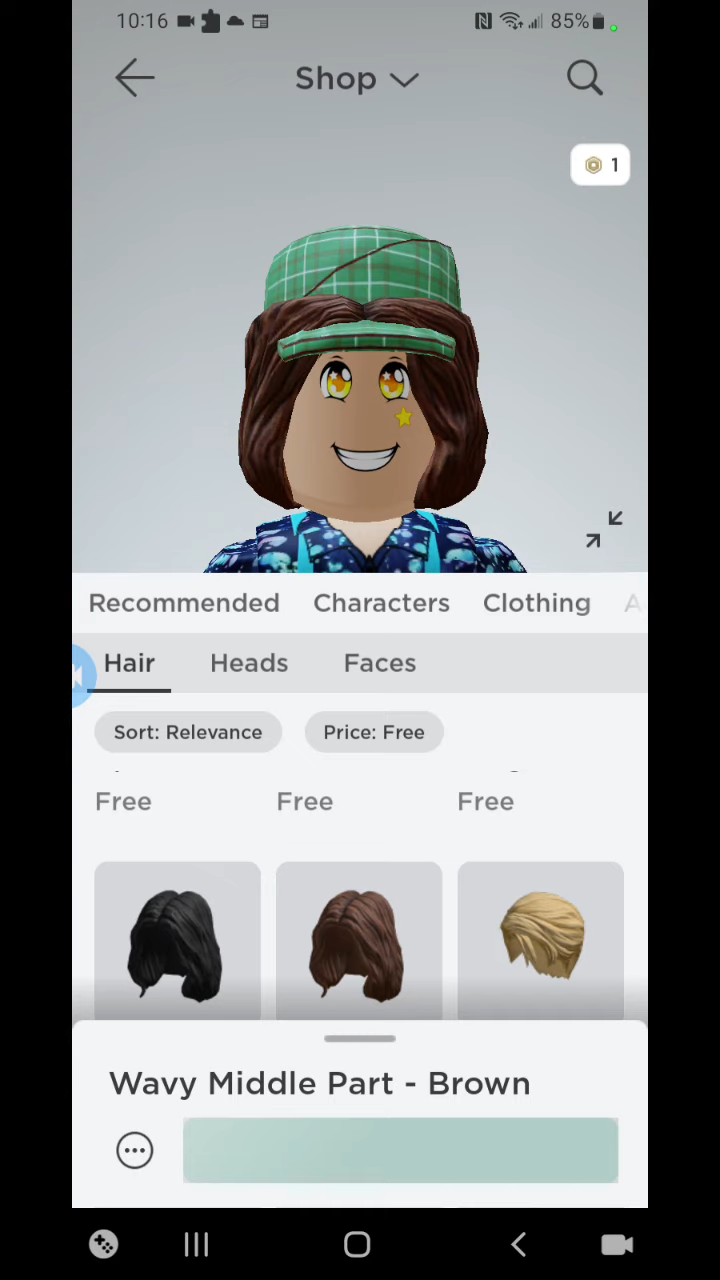 10:16
85%
Shop
1
Recommended Characters Clothing
Hair Heads Faces
Sort: Relevance Price: Free
Free Free Free
Wavy Middle Part - Brown